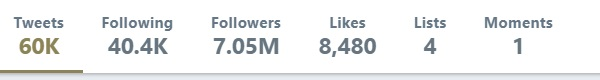 Tweets Following Followers Likes Lists Moments
60K 40.4K 7.05M 8,480 4 1